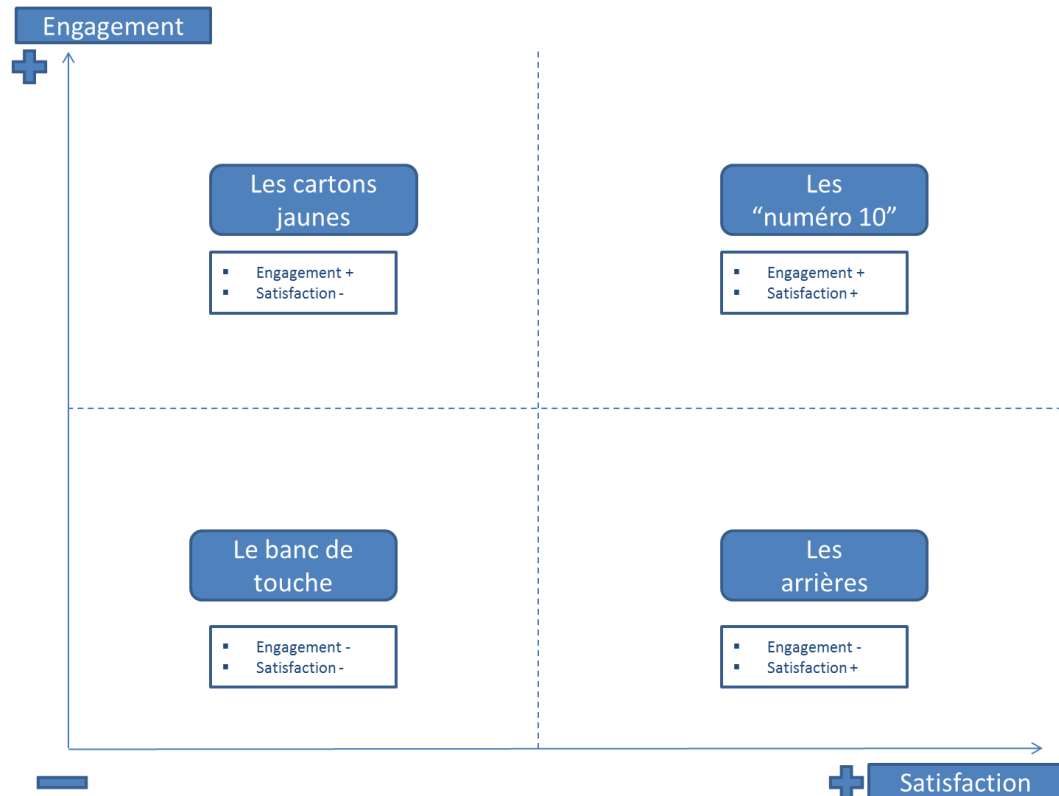 Engagement
Les cartons
jaunes
▪ Engagement +
▪ Satisfaction -
Les
“numéro 10”
▪ Engagement +
▪ Satisfaction +
Le banc de
touche
▪ Engagement -
▪ Satisfaction -
Les
arrières
▪ Engagement -
▪ Satisfaction +
Satisfaction